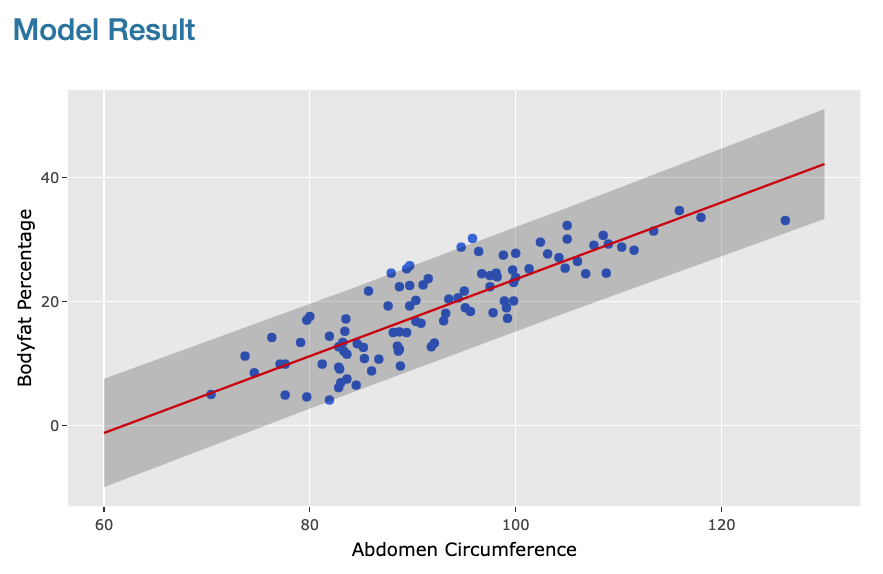 Model Result
Bodyfat Percentage
40
20
0
60 80 100 120
Abdomen Circumference